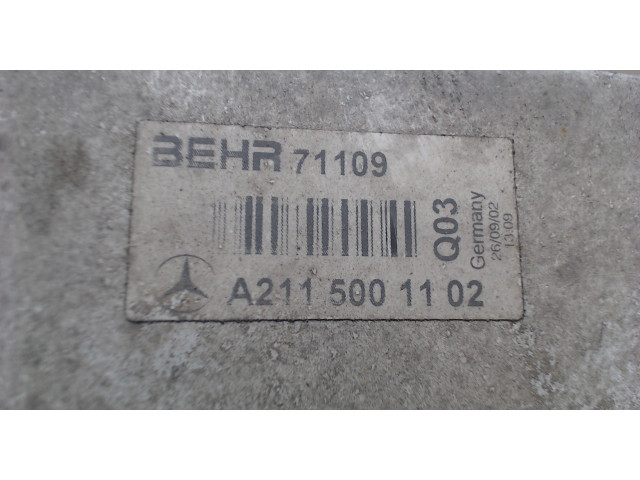 BEHR 71109
Q03
Germany
26/09/02
13:09
A211 500 11 02